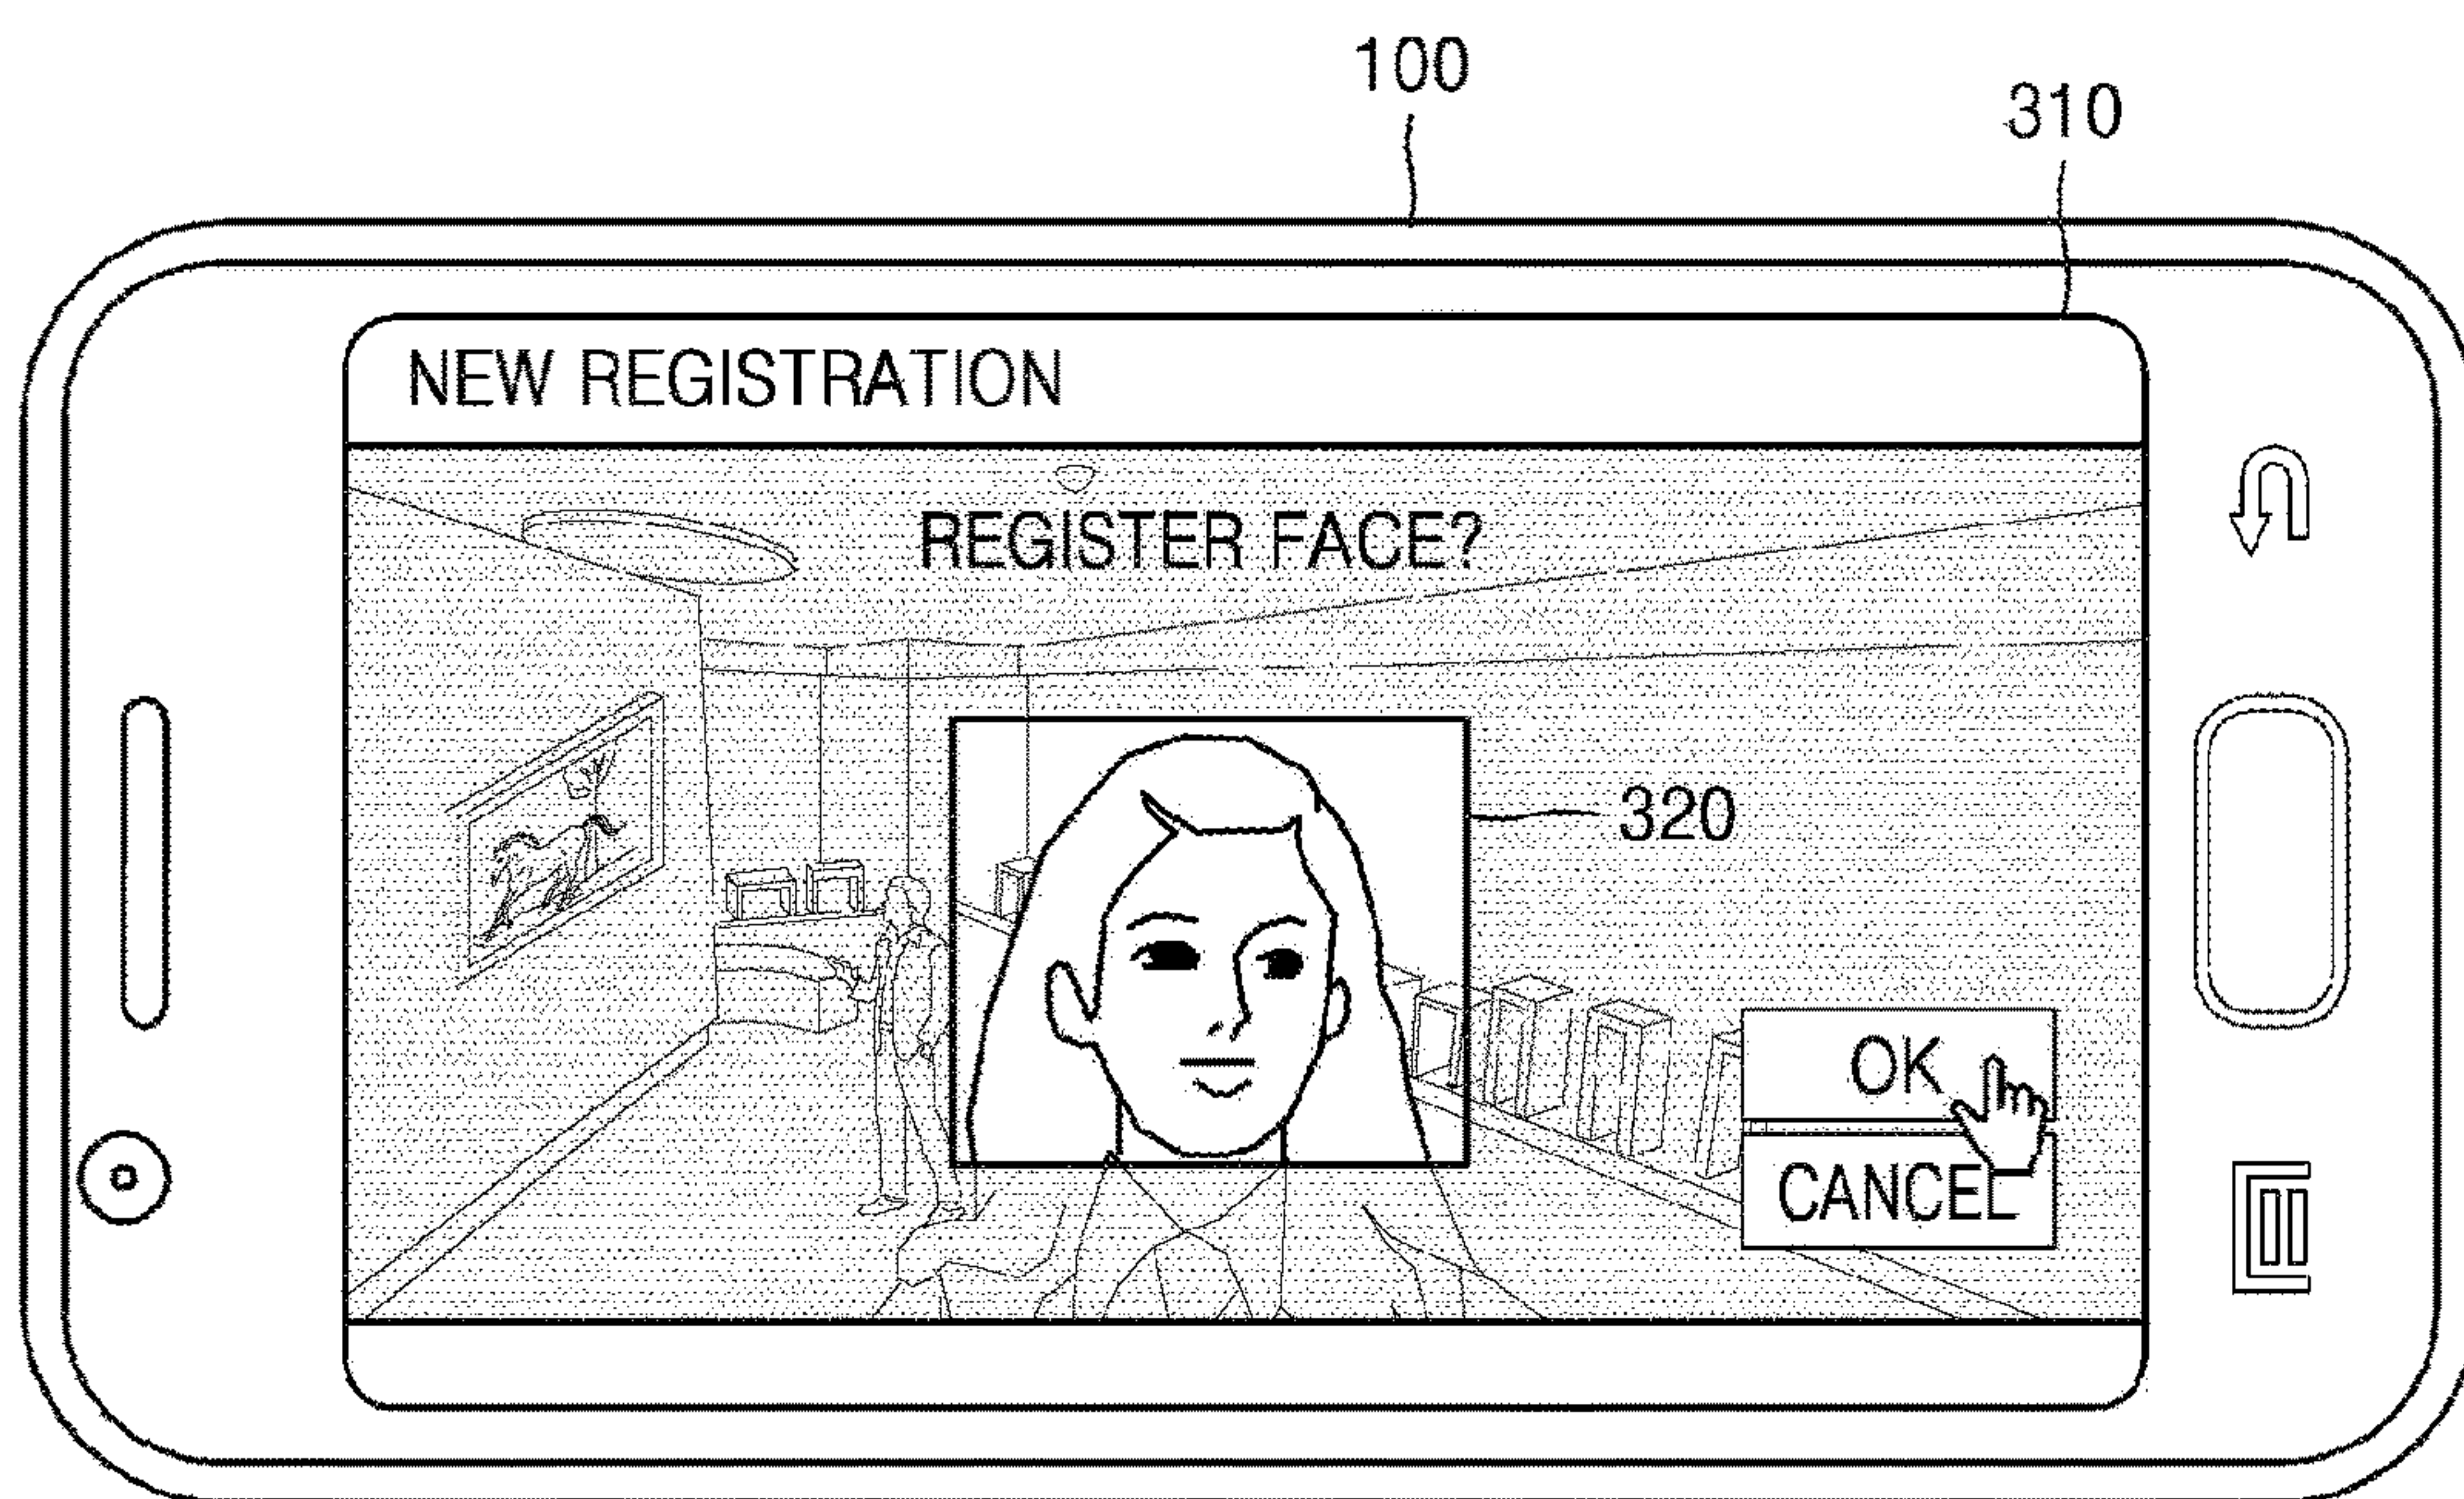 100
310
NEW REGISTRATION
REGISTER FACE?
320
OK
CANCEL